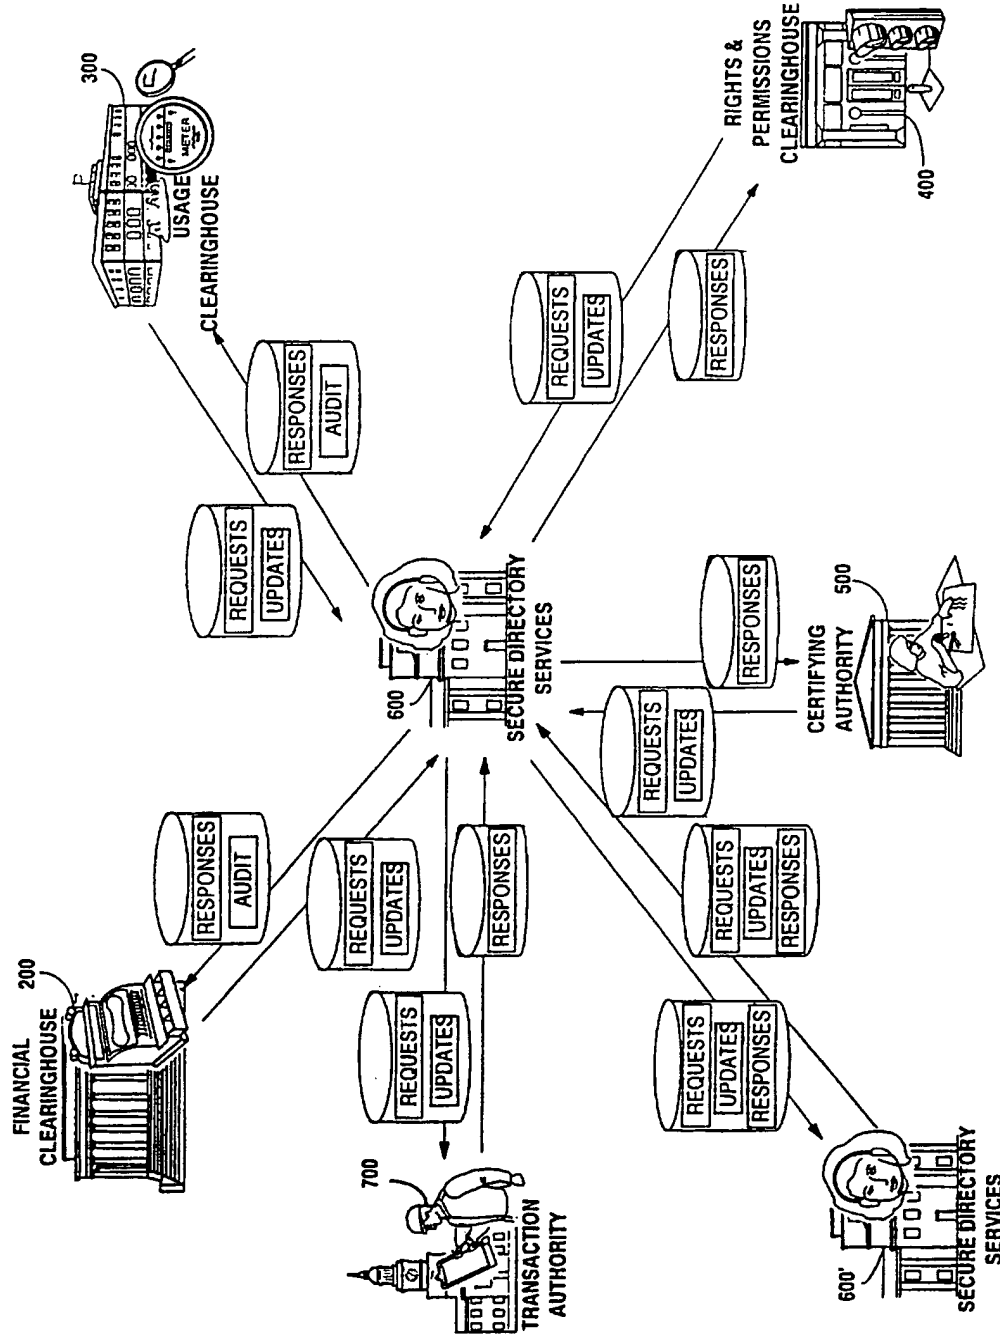 FINANCIAL
CLEARINGHOUSE
200
300
METER
USAGE
CLEARINGHOUSE
RESPONSES
AUDIT
REQUESTS
UPDATES
RESPONSES
AUDIT
REQUESTS
UPDATES
700
TRANSACTION
AUTHORITY
REQUESTS
UPDATES
RESPONSES
600
SECURE DIRECTORY
SERVICES
REQUESTS
UPDATES
RESPONSES
RIGHTS &
PERMISSIONS
CLEARINGHOUSE
400
REQUESTS
UPDATES
RESPONSES
REQUESTS
UPDATES
RESPONSES
REQUESTS
UPDATES
RESPONSES
CERTIFYING
AUTHORITY
500
600'
SECURE DIRECTORY
SERVICES